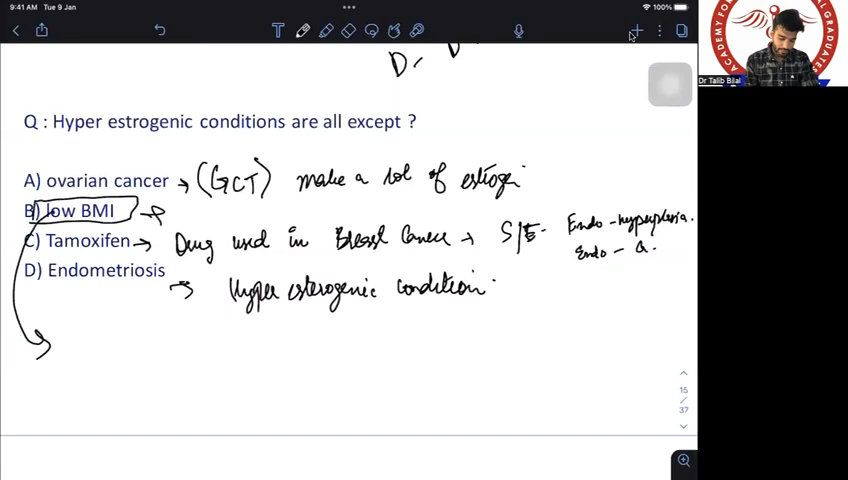 9:41 AM Tue 9 Jan
100%
ACADEMY FOR
GRADUATES
Dr Talib Bilal
Q : Hyper estrogenic conditions are all except ?
A) ovarian cancer → (GCT) make a lot of estrogen
B) low BMI →
C) Tamoxifen → Drug used in Breast Cancer → S/E- Endo - hyperplasia.
Endo - a.
D) Endometriosis
→ Hyper esterogenic condition.
15
/
37